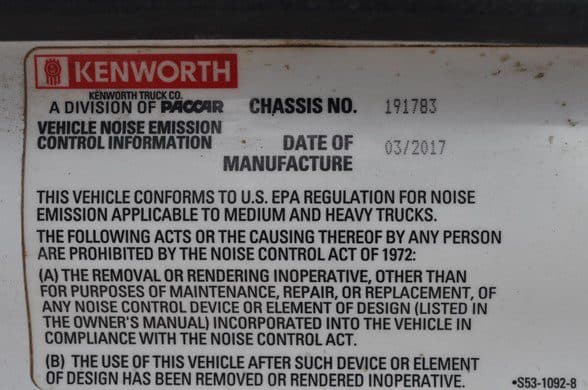 KENWORTH
KENWORTH TRUCK CO.
A DIVISION OF PACCAR CHASSIS NO. 191783
VEHICLE NOISE EMISSION
CONTROL INFORMATION
DATE OF
MANUFACTURE 03/2017
THIS VEHICLE CONFORMS TO U.S. EPA REGULATION FOR NOISE
EMISSION APPLICABLE TO MEDIUM AND HEAVY TRUCKS.
THE FOLLOWING ACTS OR THE CAUSING THEREOF BY ANY PERSON
ARE PROHIBITED BY THE NOISE CONTROL ACT OF 1972:
(A) THE REMOVAL OR RENDERING INOPERATIVE, OTHER THAN
FOR PURPOSES OF MAINTENANCE, REPAIR, OR REPLACEMENT, OF
ANY NOISE CONTROL DEVICE OR ELEMENT OF DESIGN (LISTED IN
THE OWNER'S MANUAL) INCORPORATED INTO THE VEHICLE IN
COMPLIANCE WITH THE NOISE CONTROL ACT.
(B) THE USE OF THIS VEHICLE AFTER SUCH DEVICE OR ELEMENT
OF DESIGN HAS BEEN REMOVED OR RENDERED INOPERATIVE. •S53-1092-8